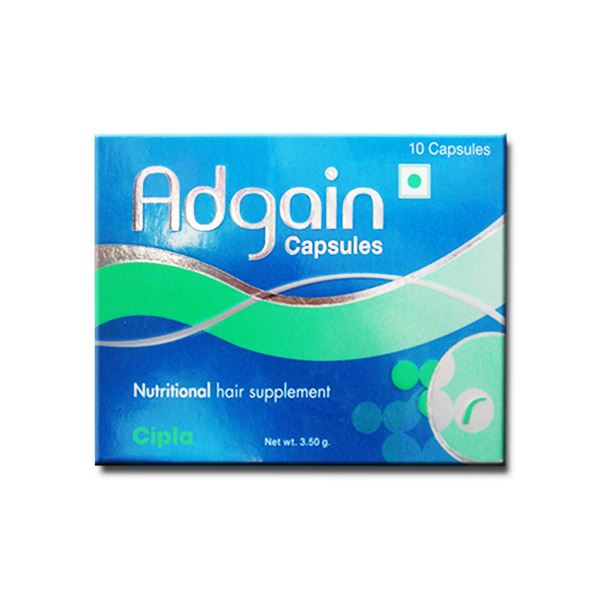 10 Capsules
Adgain
Capsules
Nutritional hair supplement
Cipla
Net wt. 3.50 g.